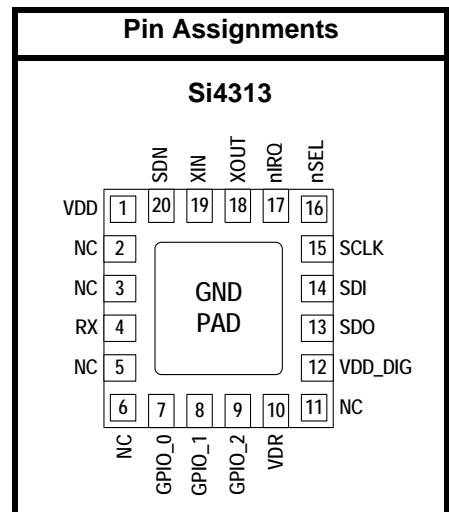 Pin Assignments
Si4313
SDN XIN XOUT nIRQ nSEL
VDD 1 20 19 18 17 16
NC 2 15 SCLK
NC 3 GND 14 SDI
RX 4 PAD 13 SDO
NC 5 12 VDD_DIG
6 7 8 9 10 11 NC
NC GPIO_0 GPIO_1 GPIO_2 VDR